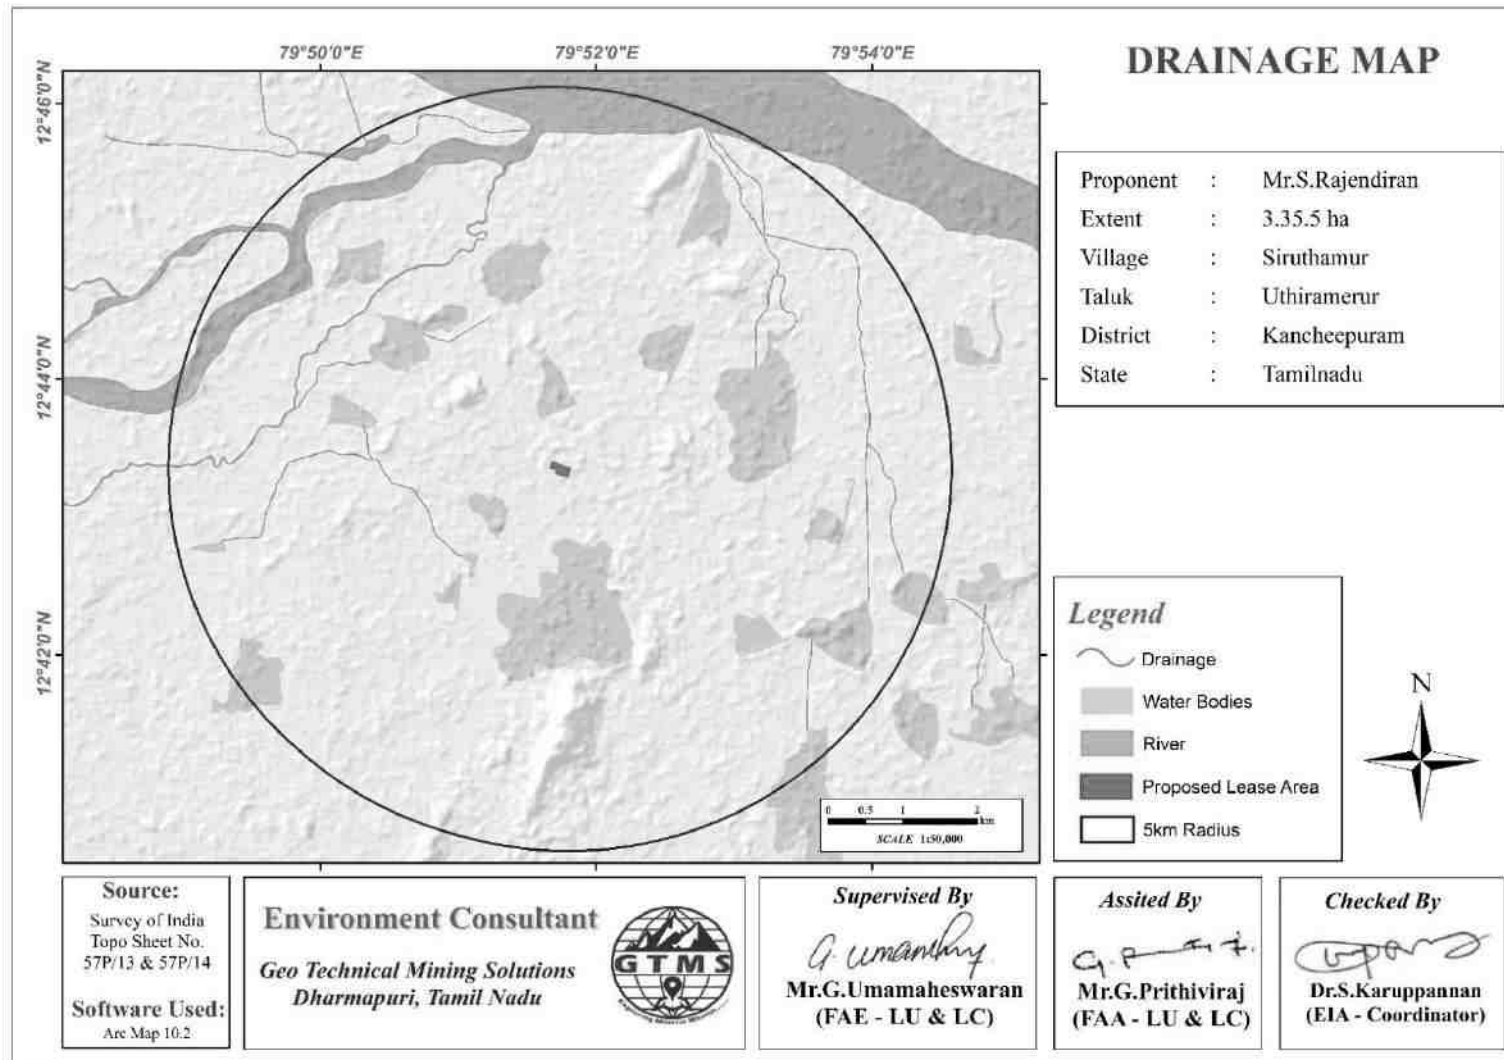 DRAINAGE MAP
79°50'0"E 79°52'0"E 79°54'0"E
12°46'0"N
12°44'0"N
12°42'0"N
Proponent : Mr.S.Rajendiran
Extent : 3.35.5 ha
Village : Siruthamur
Taluk : Uthiramerur
District : Kancheepuram
State : Tamilnadu
Legend
Drainage
Water Bodies
River
Proposed Lease Area
5km Radius
N
0 0.5 1 2
km
SCALE 1:50,000
Source:
Survey of India
Topo Sheet No.
57P/13 & 57P/14
Software Used:
Arc Map 10.2
Environment Consultant
Geo Technical Mining Solutions
Dharmapuri, Tamil Nadu
GTMS
Supervised By
G. Umamaheswaran
Mr.G.Umamaheswaran
(FAE - LU & LC)
Assited By
Mr.G.Prithiviraj
(FAA - LU & LC)
Checked By
Dr.S.Karuppannan
(EIA - Coordinator)